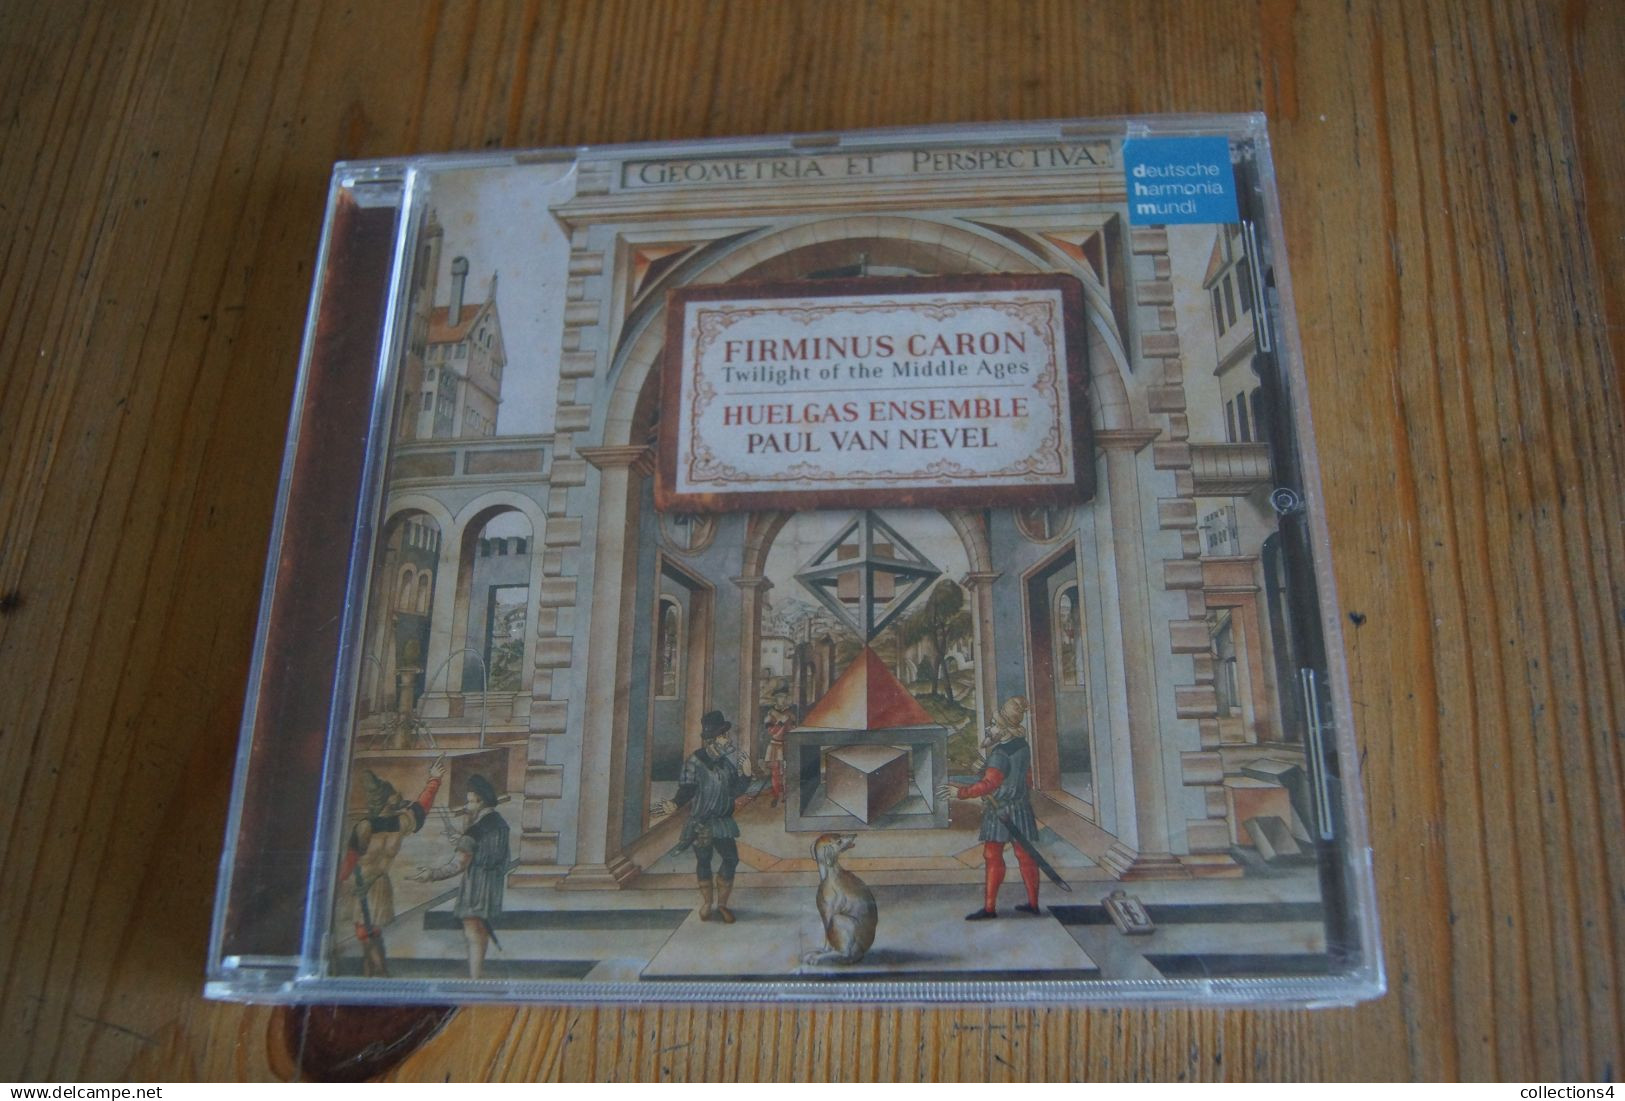 GEOMETRIA ET PERSPECTIVA.
deutsche
harmonia
mundi
FIRMINUS CARON
Twilight of the Middle Ages
HUELGAS ENSEMBLE
PAUL VAN NEVEL
www.delcampe.net
collections4